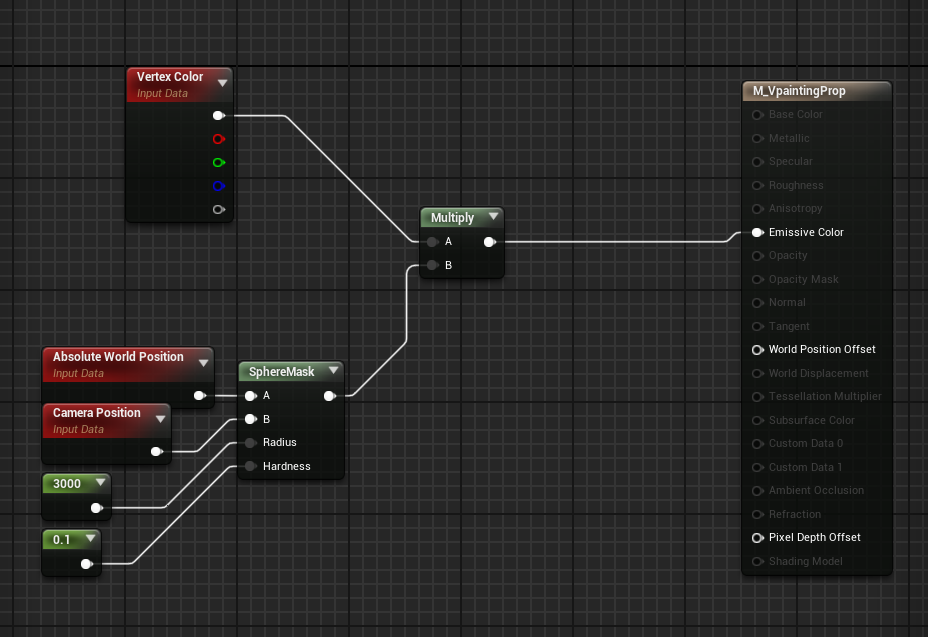 Vertex Color
Input Data
M_VpaintingProp
Base Color
Metallic
Specular
Roughness
Anisotropy
Multiply
A
B
Emissive Color
Opacity
Opacity Mask
Normal
Tangent
World Position Offset
World Displacement
Tessellation Multiplier
Subsurface Color
Custom Data 0
Custom Data 1
Ambient Occlusion
Refraction
Pixel Depth Offset
Shading Model
Absolute World Position
Input Data
Camera Position
Input Data
3000
0.1
SphereMask
A
B
Radius
Hardness